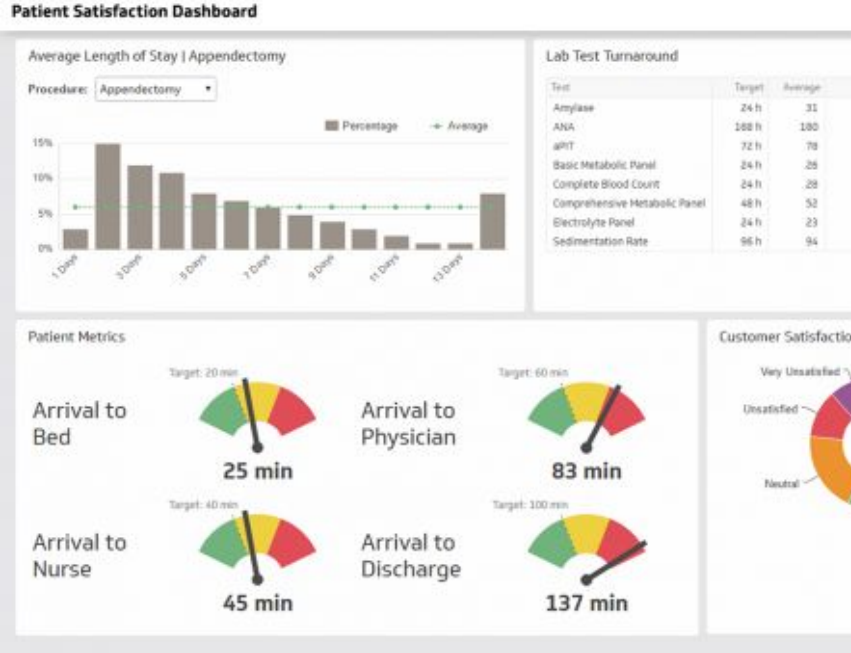 Patient Satisfaction Dashboard
Average Length of Stay | Appendectomy
Procedure: Appendectomy
Percentage Average
15%
10%
5%
0%
1 Days 3 Days 5 Days 7 Days 9 Days 11 Days 13 Days
Lab Test Turnaround
Test Target Average
Amylase 24 h 31
ANA 168 h 180
aPIT 72 h 78
Basic Metabolic Panel 24 h 26
Complete Blood Count 24 h 28
Comprehensive Metabolic Panel 48 h 52
Electrolyte Panel 24 h 23
Sedimentation Rate 96 h 94
Patient Metrics
Target: 20 min
Arrival to
Bed
25 min
Target: 60 min
Arrival to
Physician
83 min
Target: 40 min
Arrival to
Nurse
45 min
Target: 100 min
Arrival to
Discharge
137 min
Customer Satisfactio
Very Unsatisfied
Unsatisfied
Neutral